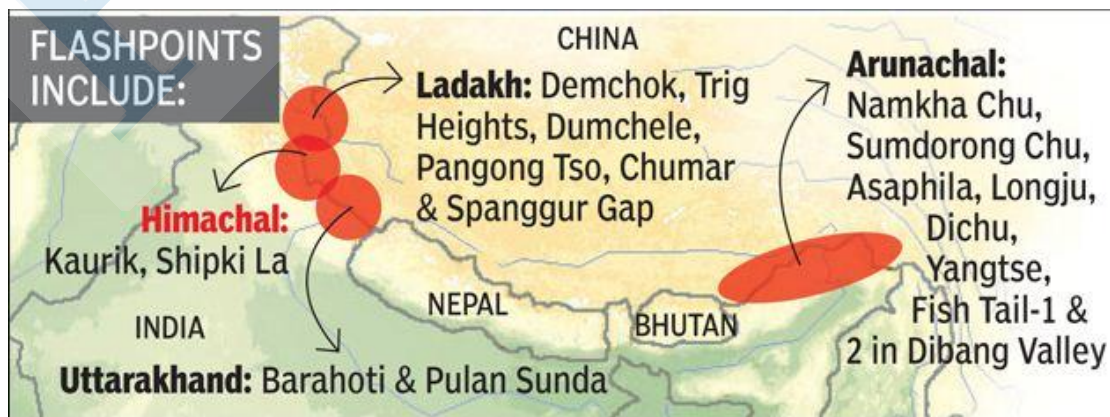 FLASHPOINTS
INCLUDE:
CHINA
Ladakh: Demchok, Trig
Heights, Dumchele,
Pangong Tso, Chumar
& Spanggur Gap
Arunachal:
Namkha Chu,
Sumdorong Chu,
Asaphila, Longju,
Dichu,
Yangtse,
Fish Tail-1 &
2 in Dibang Valley
Himachal:
Kaurik, Shipki La
NEPAL
BHUTAN
INDIA
Uttarakhand: Barahoti & Pulan Sunda